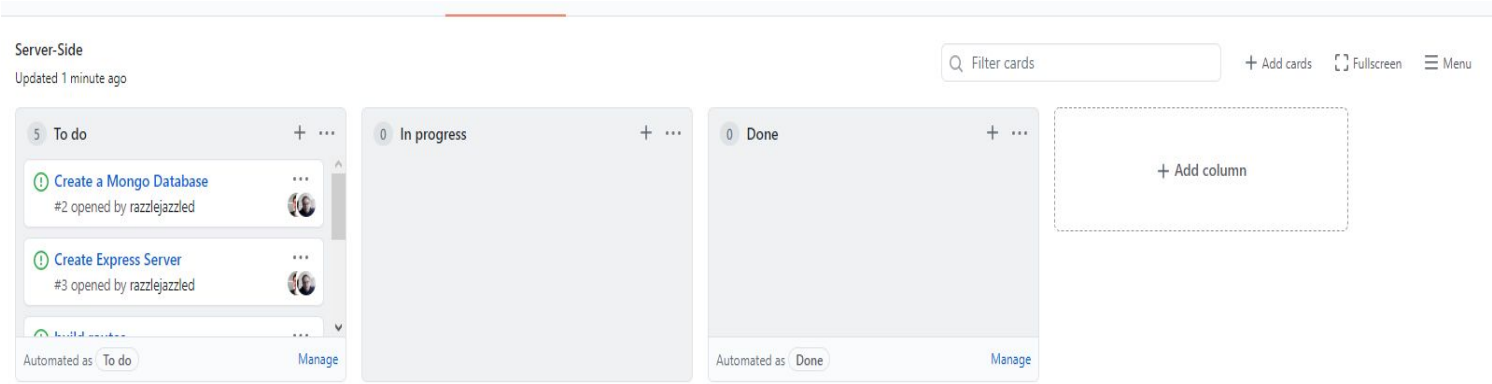 Server-Side
Updated 1 minute ago
Filter cards
Add cards
Fullscreen
Menu
5 To do
Create a Mongo Database
#2 opened by razzlejazzled
Create Express Server
#3 opened by razzlejazzled
build routes
Automated as To do
Manage
0 In progress
0 Done
Automated as Done
Manage
Add column